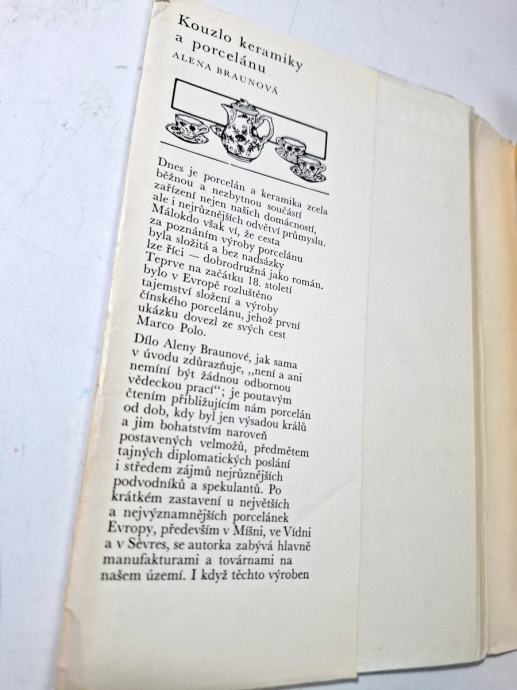 Kouzlo keramiky
a porcelánu
ALENA BRAUNOVÁ
Dnes je porcelán a keramika zcela
běžnou a nezbytnou součástí
zařízení nejen našich domácností,
ale i nejrůznějších odvětví průmyslu.
Málokdo však ví, že cesta
za poznáním výroby porcelánu
byla složitá a bez nadsázky
lze říci — dobrodružná jako román.
Teprve na začátku 18. století
bylo v Evropě rozluštěno
tajemství složení a výroby
čínského porcelánu, jehož první
ukázku dovezl ze svých cest
Marco Polo.
Dílo Aleny Braunové, jak sama
v úvodu zdůrazňuje, „není a ani
nemíní být žádnou odbornou
vědeckou prací“; je poutavým
čtením přibližujícím nám porcelán
od dob, kdy byl jen výsadou králů
a jim bohatstvím naroveň
postavených velmožů, předmětem
tajných diplomatických poslání
i středem zájmů nejrůznějších
podvodníků a spekulantů. Po
krátkém zastavení u největších
a nejvýznamnějších porcelánek
Evropy, především v Míšni, ve Vídni
a v Sèvres, se autorka zabývá hlavně
manufakturami a továrnami na
našem území. I když těchto výroben